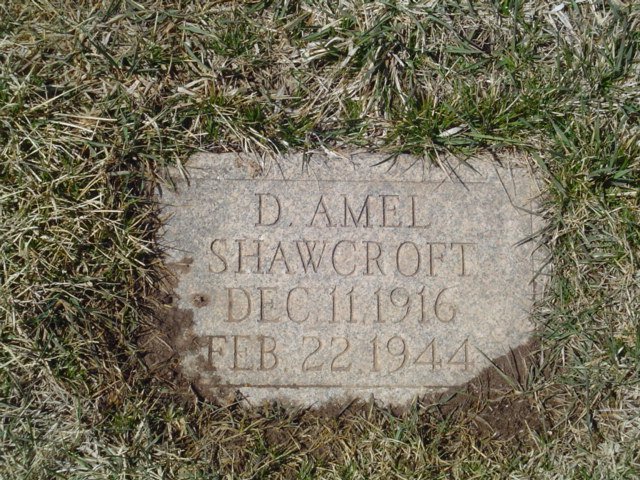 D. AMEL
SHAWCROFT
DEC. 11, 1916
FEB. 22, 1944